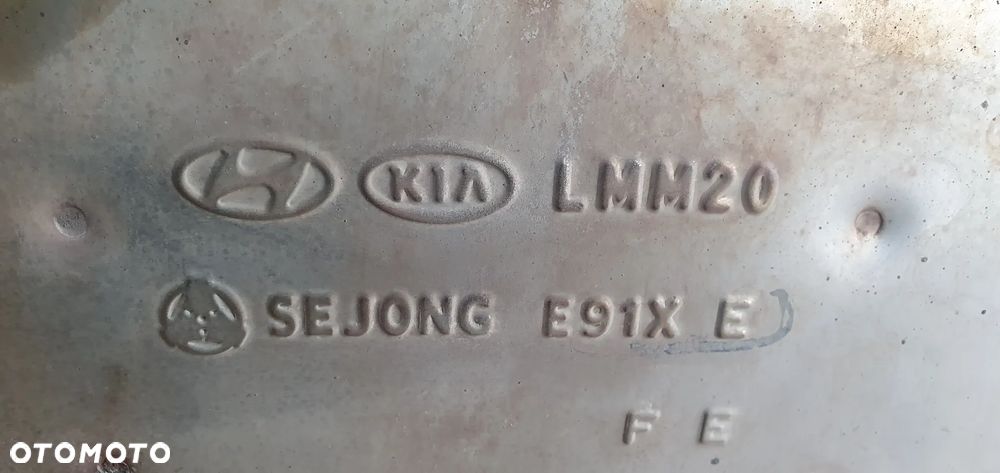 KIA LMM20
SEJONG E91X E
F E
OTOMOTO